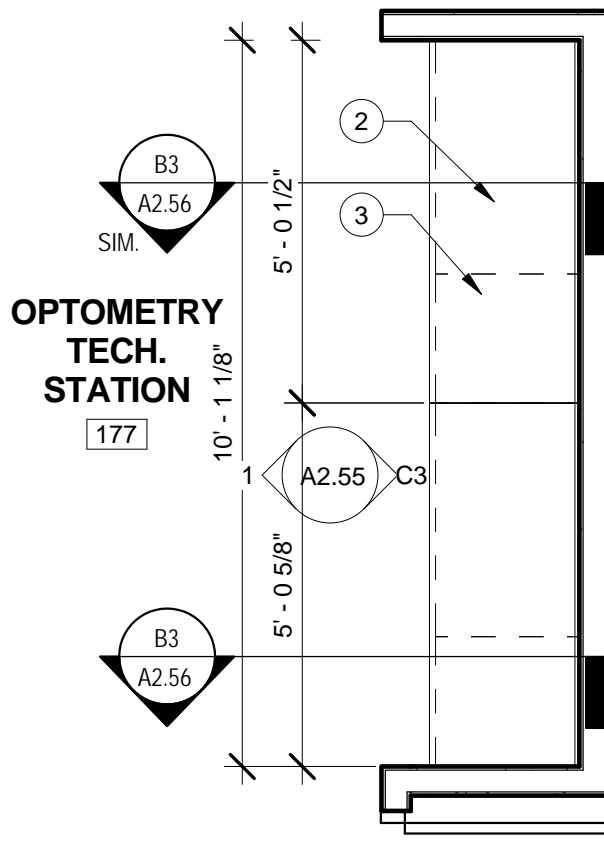 2
B3
A2.56
SIM.
5' - 0 1/2"
3
OPTOMETRY
TECH.
STATION
177
10' - 1 1/8"
1
A2.55
C3
5' - 0 5/8"
B3
A2.56